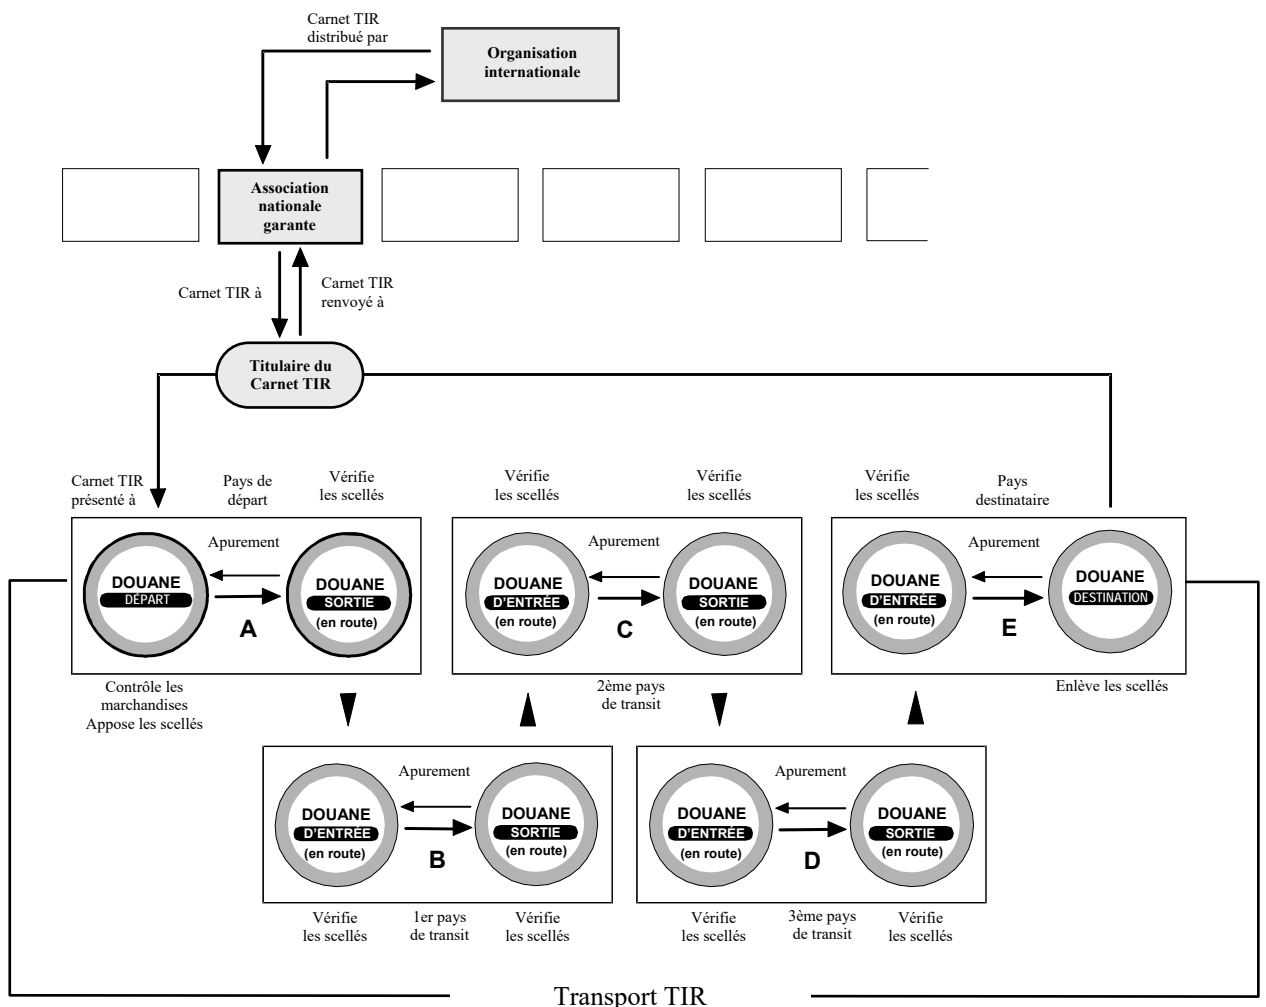 Carnet TIR
distribué par
Organisation
internationale
Association
nationale
garante
Carnet TIR à
Carnet TIR
renvoyé à
Titulaire du
Carnet TIR
Carnet TIR
présenté à
Pays de
départ
Vérifie
les scellés
Vérifie
les scellés
Vérifie
les scellés
Vérifie
les scellés
Pays
destinataire
DOUANE
DÉPART
Apurement
A
DOUANE
SORTIE
(en route)
DOUANE
D'ENTRÉE
(en route)
Apurement
C
DOUANE
SORTIE
(en route)
DOUANE
D'ENTRÉE
(en route)
Apurement
E
DOUANE
DESTINATION
Contrôle les
marchandises
Appose les scellés
2ème pays
de transit
Enlève les scellés
DOUANE
D'ENTRÉE
(en route)
Apurement
B
DOUANE
SORTIE
(en route)
DOUANE
D'ENTRÉE
(en route)
Apurement
D
DOUANE
SORTIE
(en route)
Vérifie
les scellés
1er pays
de transit
Vérifie
les scellés
Vérifie
les scellés
3ème pays
de transit
Vérifie
les scellés
Transport TIR